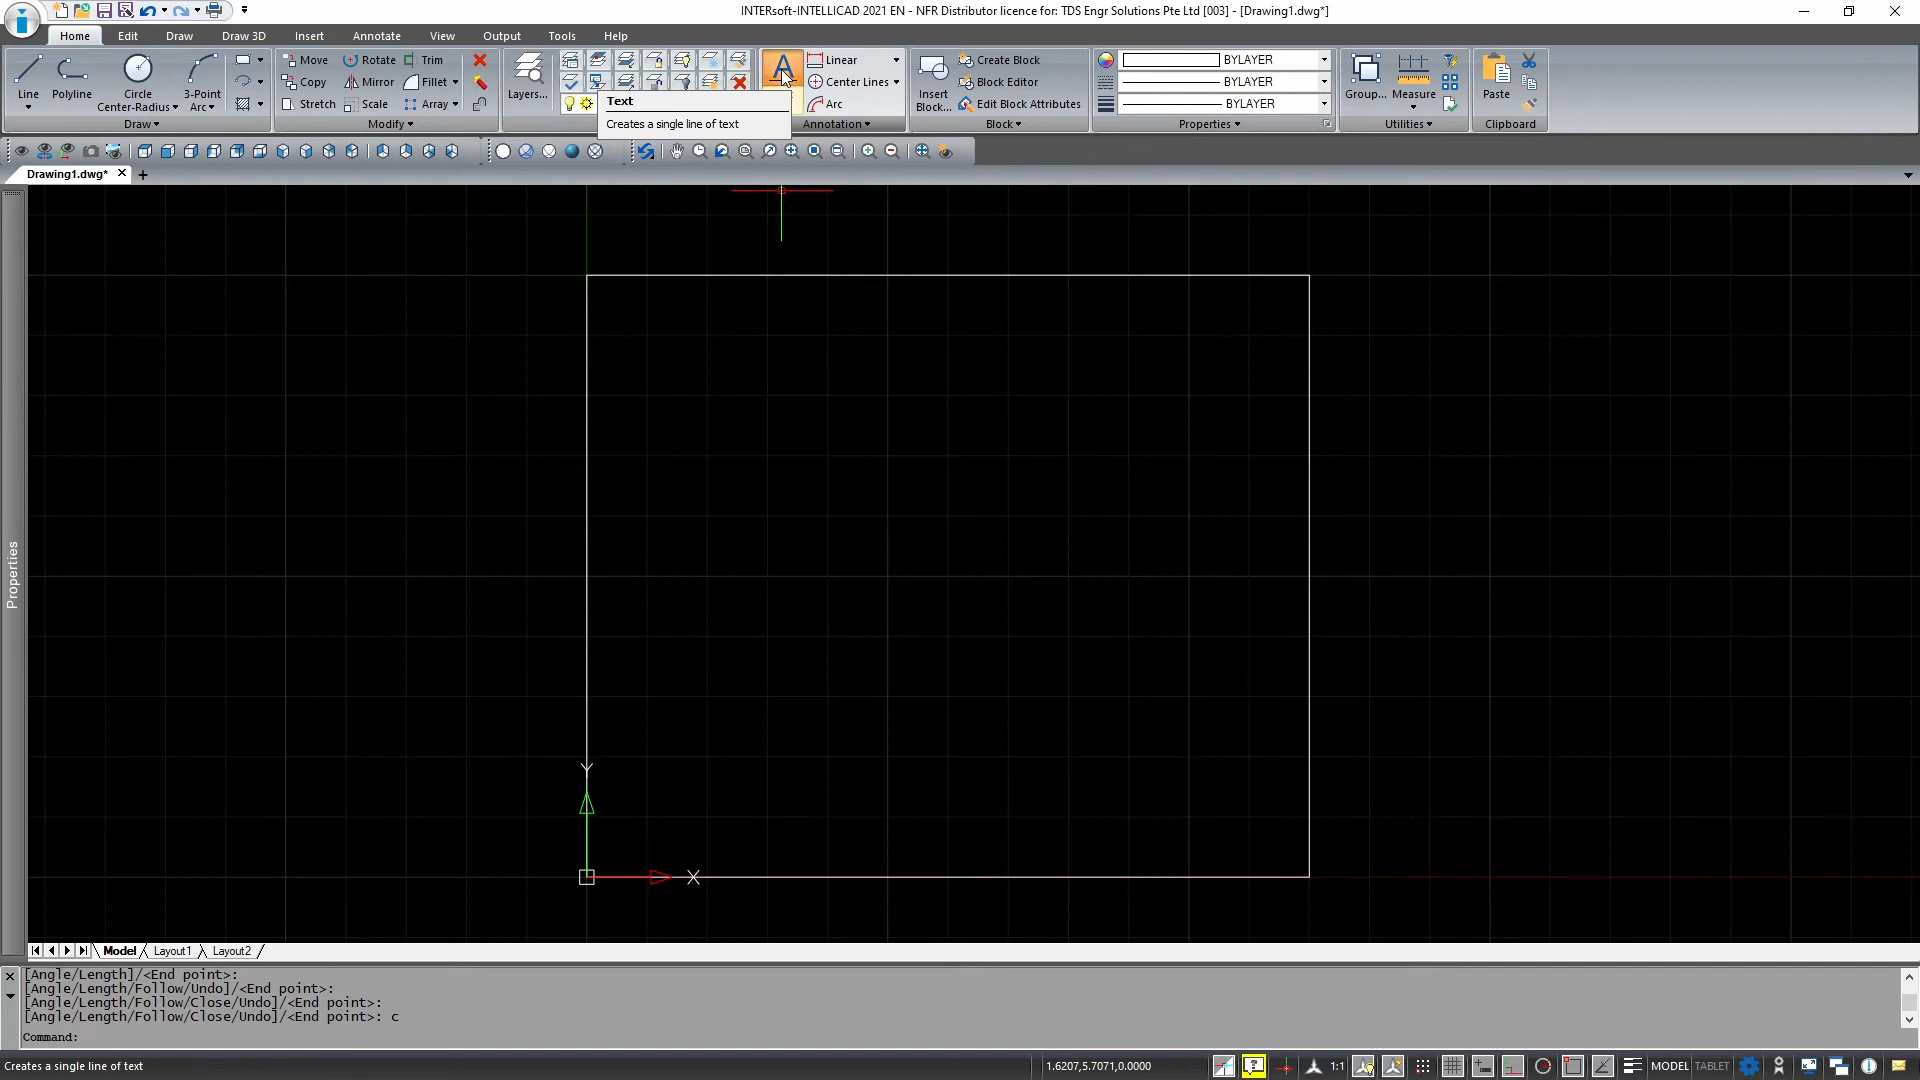 INTERsoft-INTELLICAD 2021 EN - NFR Distributor licence for: TDS Engr Solutions Pte Ltd [003] - [Drawing1.dwg*]
Home Edit Draw Draw 3D Insert Annotate View Output Tools Help
Line Polyline Circle Center-Radius 3-Point Arc
Draw
Move Rotate Trim
Copy Mirror Fillet
Stretch Scale Array
Modify
Layers...
Text
Creates a single line of text
Linear
Center Lines
Arc
Annotation
Insert Block...
Create Block
Block Editor
Edit Block Attributes
Block
BYLAYER
BYLAYER
BYLAYER
Properties
Group... Measure
Utilities
Paste
Clipboard
Drawing1.dwg*
Properties
Y
X
Model Layout1 Layout2
[Angle/Length]/<End point>:
[Angle/Length/Follow/Undo]/<End point>:
[Angle/Length/Follow/Close/Undo]/<End point>:
[Angle/Length/Follow/Close/Undo]/<End point>: c
Command:
Creates a single line of text 1.6207,5.7071,0.0000 1:1 MODEL TABLET